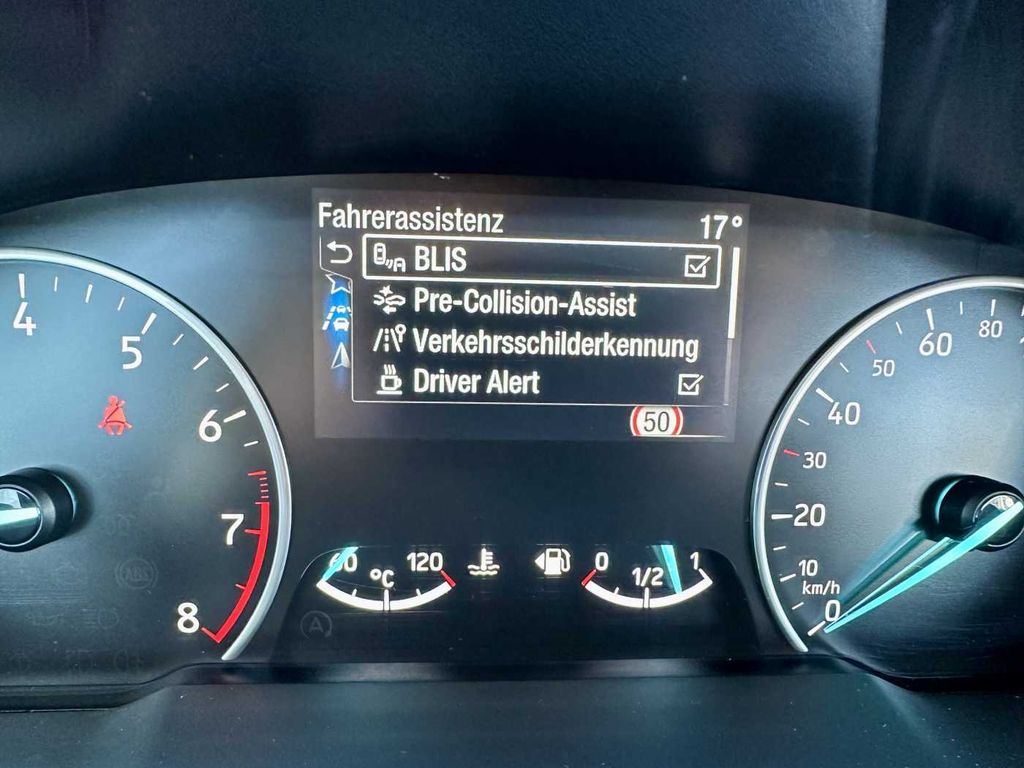 Fahrerassistenz 17°
BLIS
Pre-Collision-Assist
Verkehrsschilderkennung
Driver Alert
50
4
5
6
7
8
120
°C
0 1/2 1
0
10
20
30
40
50
60
80
km/h
A